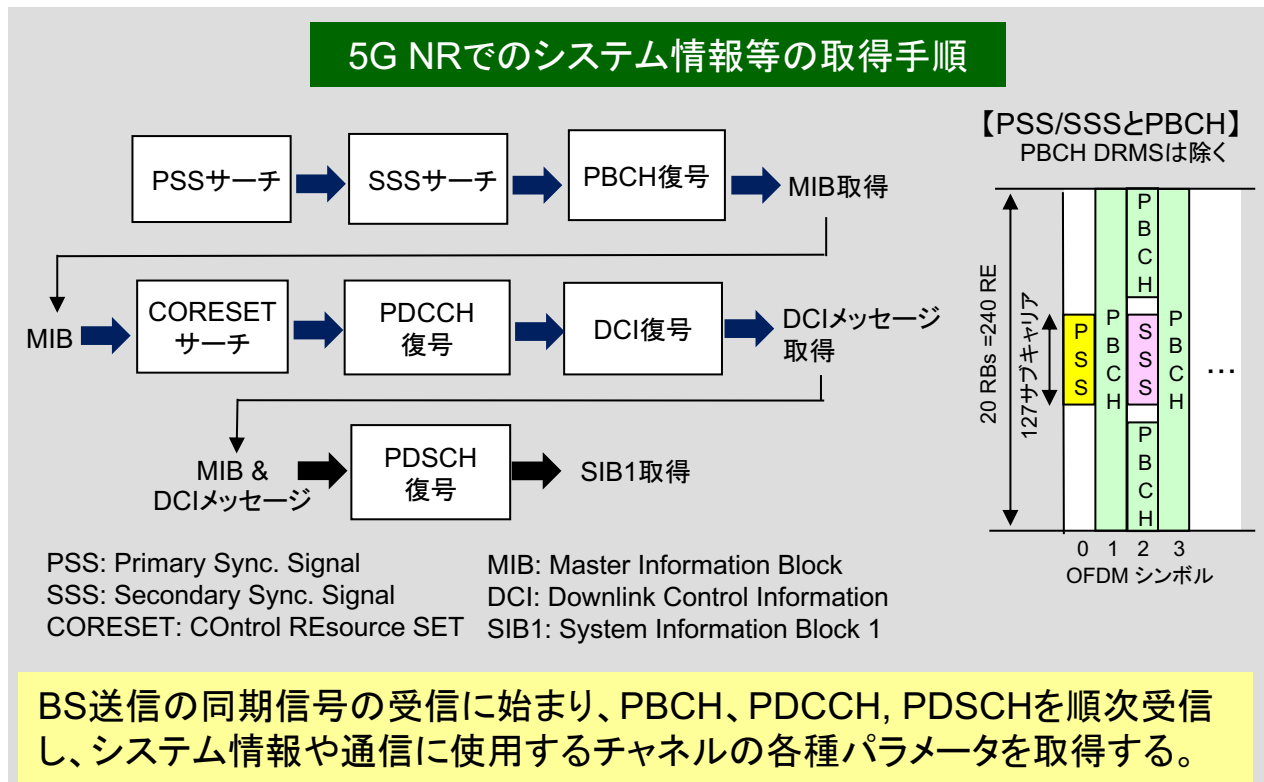 5G NRでのシステム情報等の取得手順
PSSサーチ
SSSサーチ
PBCH復号
MIB取得
MIB
CORESET
サーチ
PDCCH
復号
DCI復号
DCIメッセージ
取得
MIB &
DCIメッセージ
PDSCH
復号
SIB1取得
【PSS/SSSとPBCH】
PBCH DRMSは除く
20 RBs =240 RE
127サブキャリア
PSS
PBCH
PBCH
SSS
PBCH
PBCH
…
0 1 2 3
OFDM シンボル
PSS: Primary Sync. Signal
SSS: Secondary Sync. Signal
CORESET: COntrol REsource SET
MIB: Master Information Block
DCI: Downlink Control Information
SIB1: System Information Block 1
BS送信の同期信号の受信に始まり、PBCH、PDCCH, PDSCHを順次受信
し、システム情報や通信に使用するチャネルの各種パラメータを取得する。